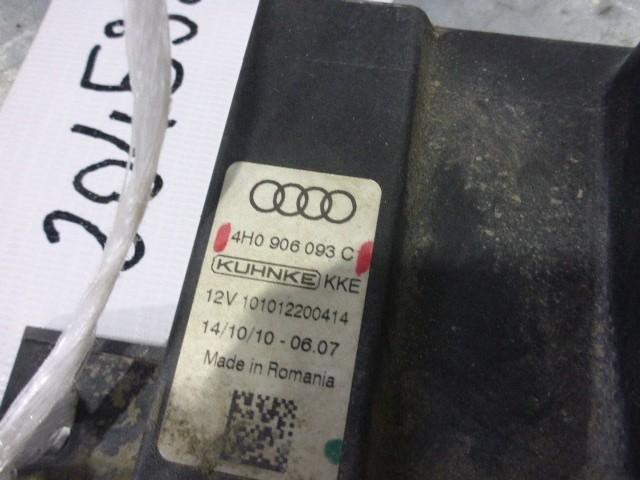 4H0 906 093 C
KUHNKE KKE
12V 101012200414
14/10/10 - 06.07
Made in Romania